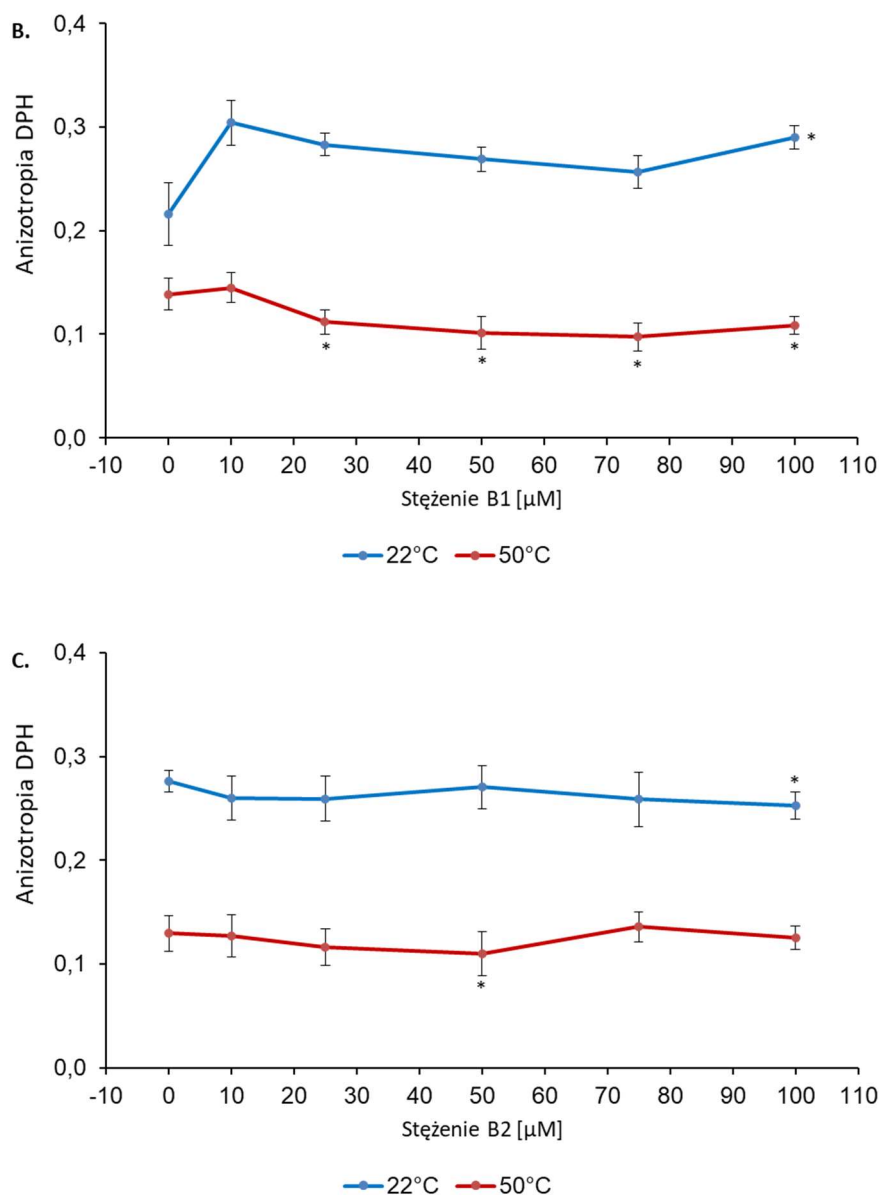 B.
0,4
0,3
0,2
0,1
0,0
Anizotropia DPH
*
* * * *
-10 0 10 20 30 40 50 60 70 80 90 100 110
Stężenie B1 [µM]
22°C 50°C
C.
0,4
0,3
0,2
0,1
0,0
Anizotropia DPH
*
*
-10 0 10 20 30 40 50 60 70 80 90 100 110
Stężenie B2 [µM]
22°C 50°C